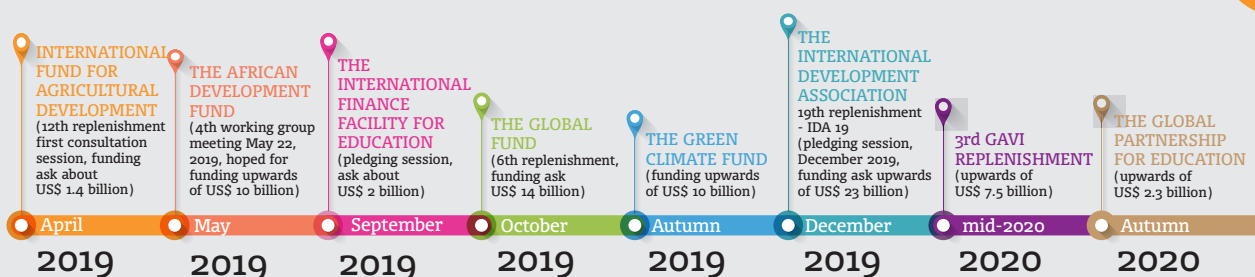 INTERNATIONAL
FUND FOR
AGRICULTURAL
DEVELOPMENT
(12th replenishment
first consultation
session, funding
ask about
US$ 1.4 billion)
April
2019
THE AFRICAN
DEVELOPMENT
FUND
(4th working group
meeting May 22,
2019, hoped for
funding upwards
of US$ 10 billion)
May
2019
THE
INTERNATIONAL
FINANCE
FACILITY FOR
EDUCATION
(pledging session,
ask about
US$ 2 billion)
September
2019
THE GLOBAL
FUND
(6th replenishment,
funding ask
US$ 14 billion)
October
2019
THE GREEN
CLIMATE FUND
(funding upwards
of US$ 10 billion)
Autumn
2019
THE
INTERNATIONAL
DEVELOPMENT
ASSOCIATION
19th replenishment
- IDA 19
(pledging session,
December 2019,
funding ask upwards
of US$ 23 billion)
December
2019
3rd GAVI
REPLENISHMENT
(upwards of
US$ 7.5 billion)
mid-2020
2020
THE GLOBAL
PARTNERSHIP
FOR EDUCATION
(upwards of
US$ 2.3 billion)
Autumn
2020